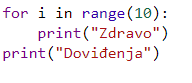 for i in range(10):
    print("Zdravo")
print("Doviđenja")